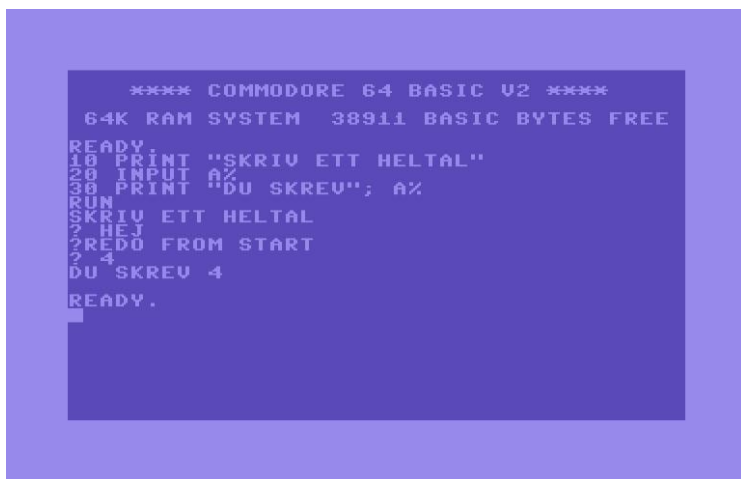 **** COMMODORE 64 BASIC V2 ****
64K RAM SYSTEM 38911 BASIC BYTES FREE
READY.
10 PRINT "SKRIV ETT HELTAL"
20 INPUT A%
30 PRINT "DU SKREV"; A%
RUN
SKRIV ETT HELTAL
? HEJ
?REDO FROM START
? 4
DU SKREV 4
READY.